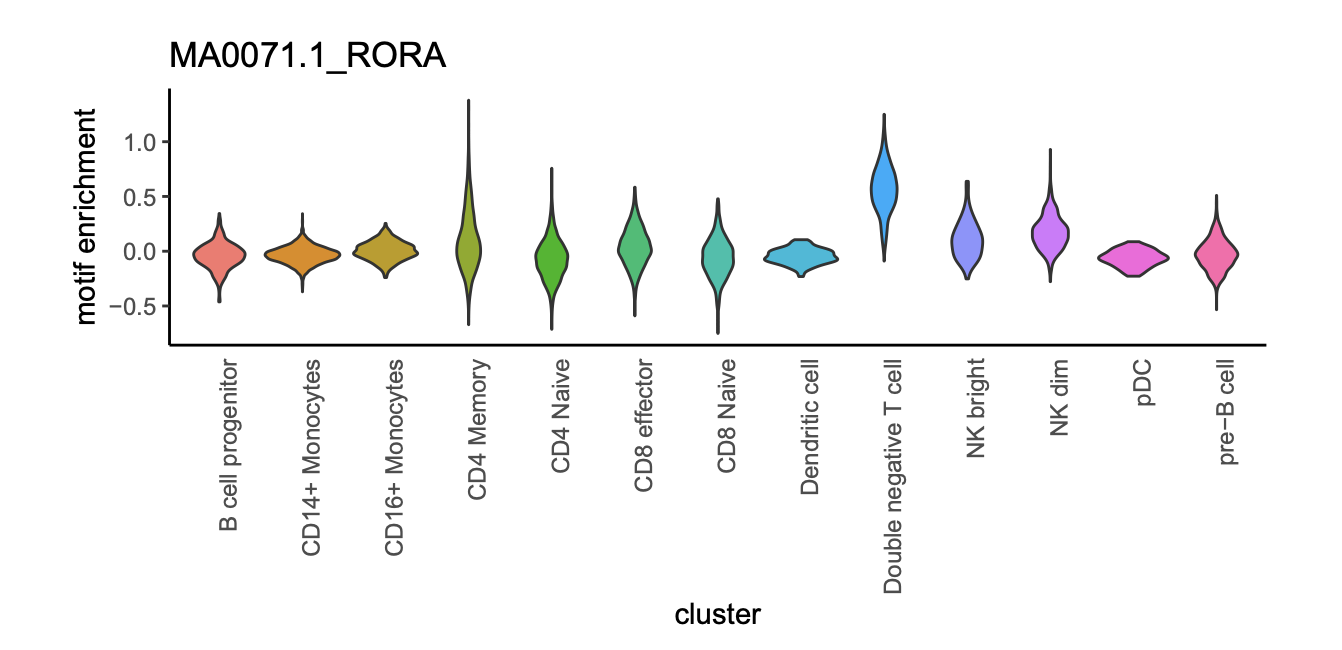 MA0071.1_RORA
motif enrichment
1.0
0.5
0.0
−0.5
B cell progenitor
CD14+ Monocytes
CD16+ Monocytes
CD4 Memory
CD4 Naive
CD8 effector
CD8 Naive
Dendritic cell
Double negative T cell
NK bright
NK dim
pDC
pre−B cell
cluster